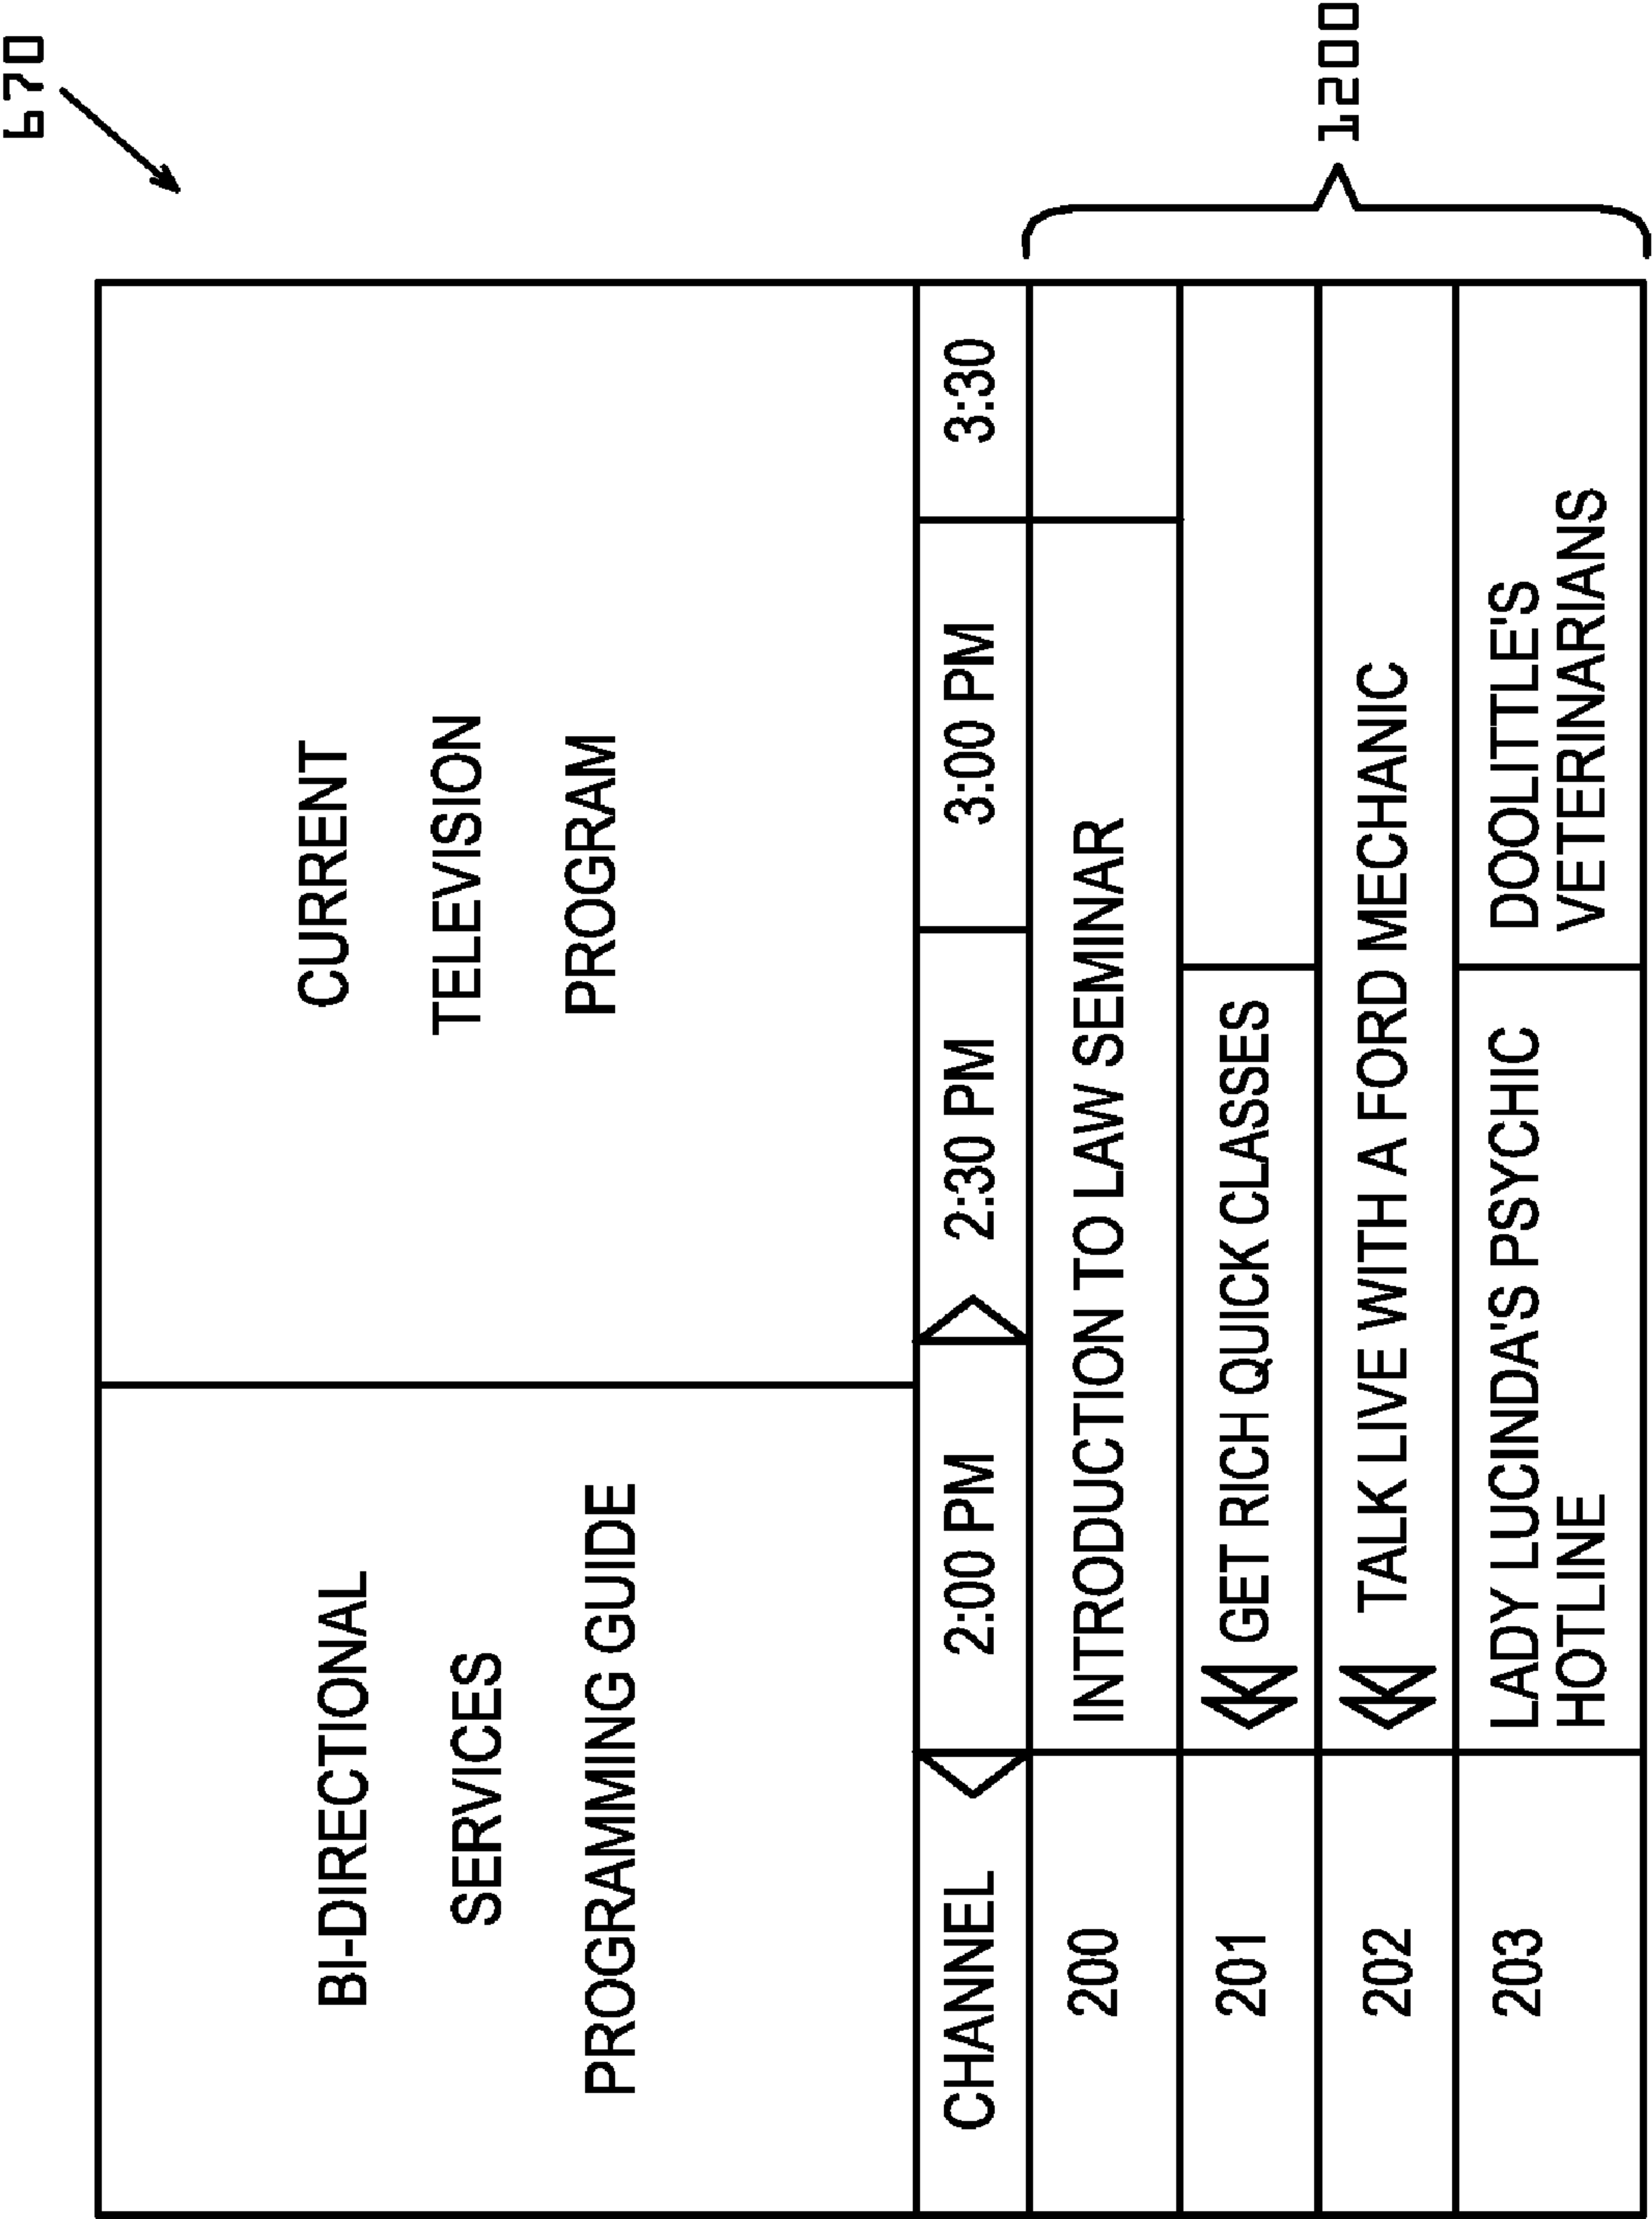 670
BI-DIRECTIONAL
SERVICES
PROGRAMMING GUIDE
CURRENT
TELEVISION
PROGRAM
CHANNEL 2:00 PM 2:30 PM 3:00 PM 3:30
200 INTRODUCTION TO LAW SEMINAR
201 GET RICH QUICK CLASSES
202 TALK LIVE WITH A FORD MECHANIC
203 LADY LUCINDA'S PSYCHIC DOOLITTLE'S
HOTLINE VETERINARIANS
1200